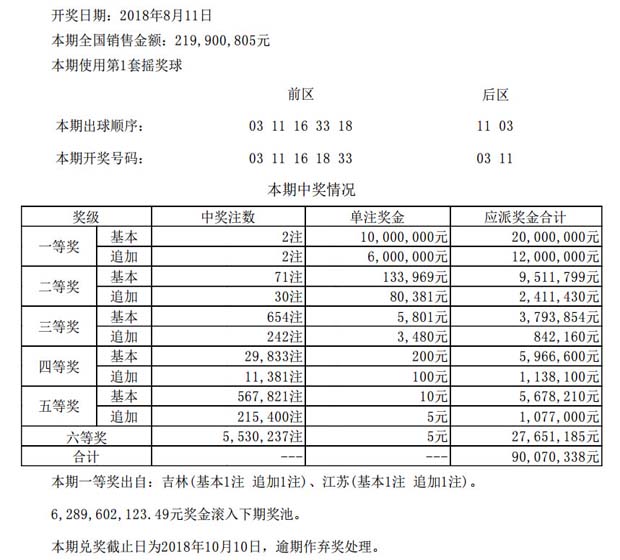 开奖日期：2018年8月11日
本期全国销售金额：219,900,805元
本期使用第1套摇奖球
前区 后区
本期出球顺序： 03 11 16 33 18 11 03
本期开奖号码： 03 11 16 18 33 03 11
本期中奖情况
奖级 中奖注数 单注奖金 应派奖金合计
一等奖 基本 2注 10,000,000元 20,000,000元
追加 2注 6,000,000元 12,000,000元
二等奖 基本 71注 133,969元 9,511,799元
追加 30注 80,381元 2,411,430元
三等奖 基本 654注 5,801元 3,793,854元
追加 242注 3,480元 842,160元
四等奖 基本 29,833注 200元 5,966,600元
追加 11,381注 100元 1,138,100元
五等奖 基本 567,821注 10元 5,678,210元
追加 215,400注 5元 1,077,000元
六等奖 5,530,237注 5元 27,651,185元
合计 --- --- 90,070,338元
本期一等奖出自：吉林(基本1注 追加1注)、江苏(基本1注 追加1注)。
6,289,602,123.49元奖金滚入下期奖池。
本期兑奖截止日为2018年10月10日，逾期作弃奖处理。